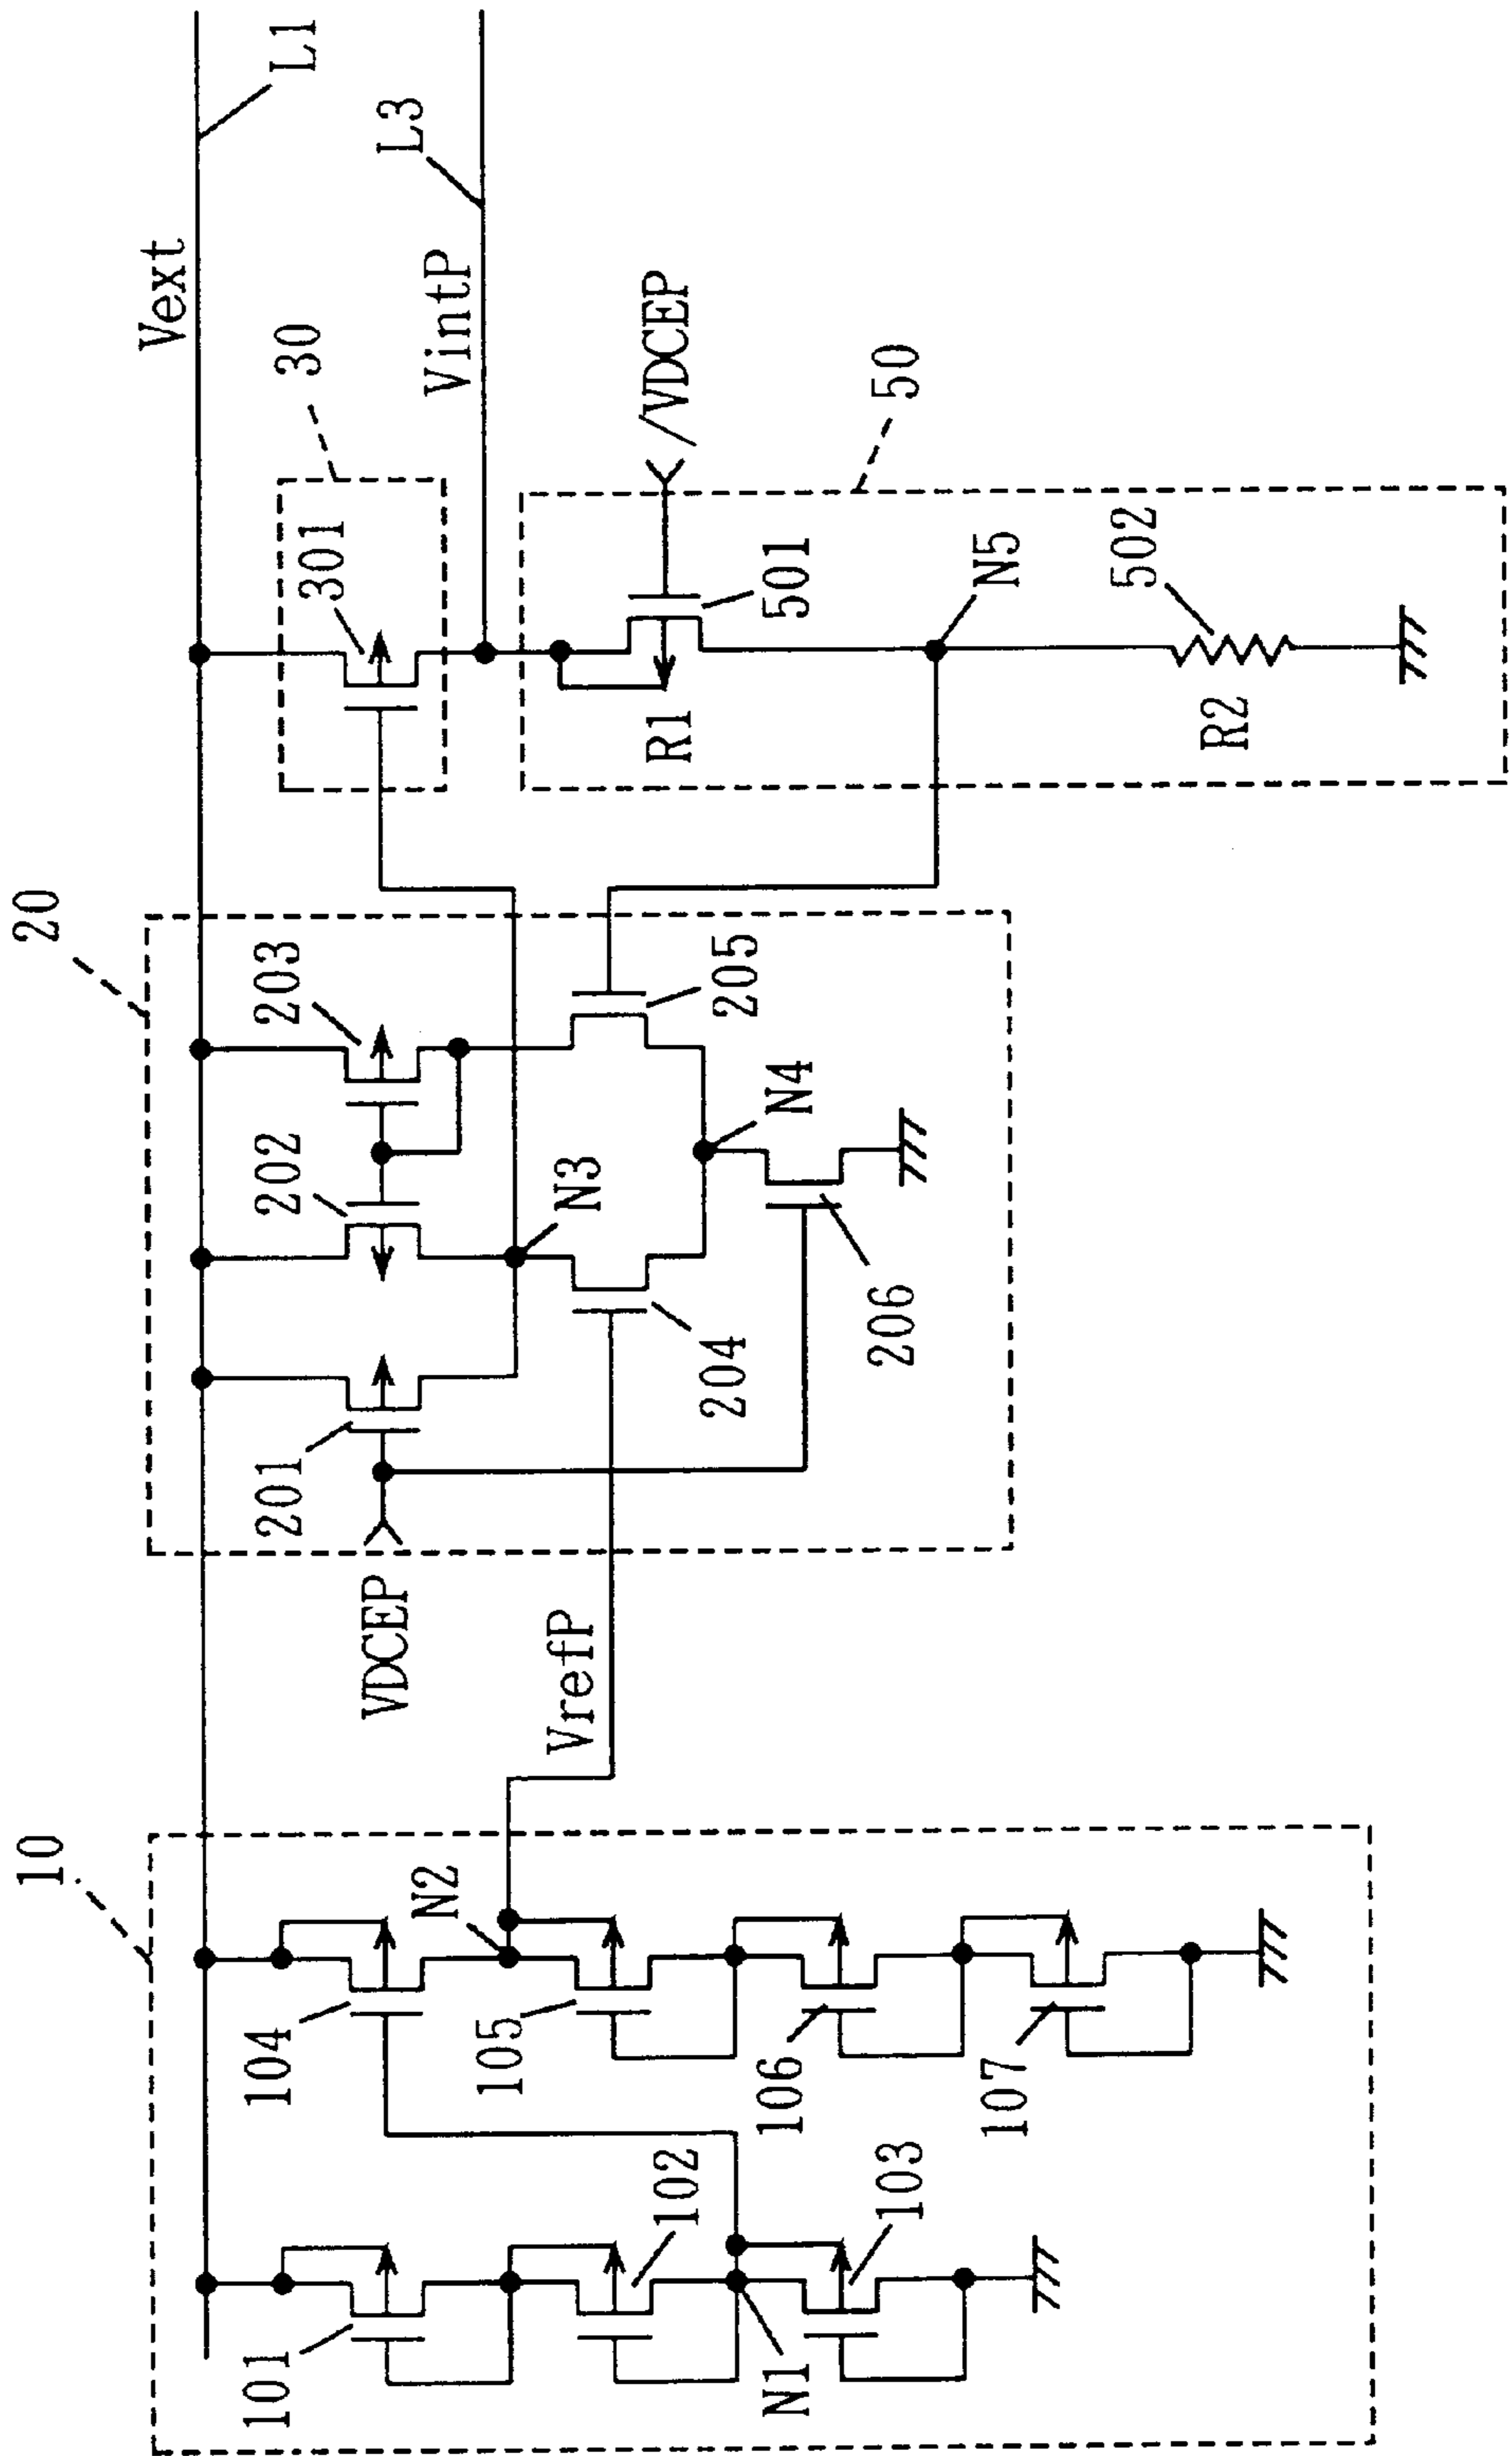 10
20
30
Vext
L1
101
104
N2
VDCEP
201
202
203
301
VintP
L3
VrefP
N3
105
102
204
205
R1
501
/VDCEP
50
N1
103
106
206
N4
N5
107
R2
502